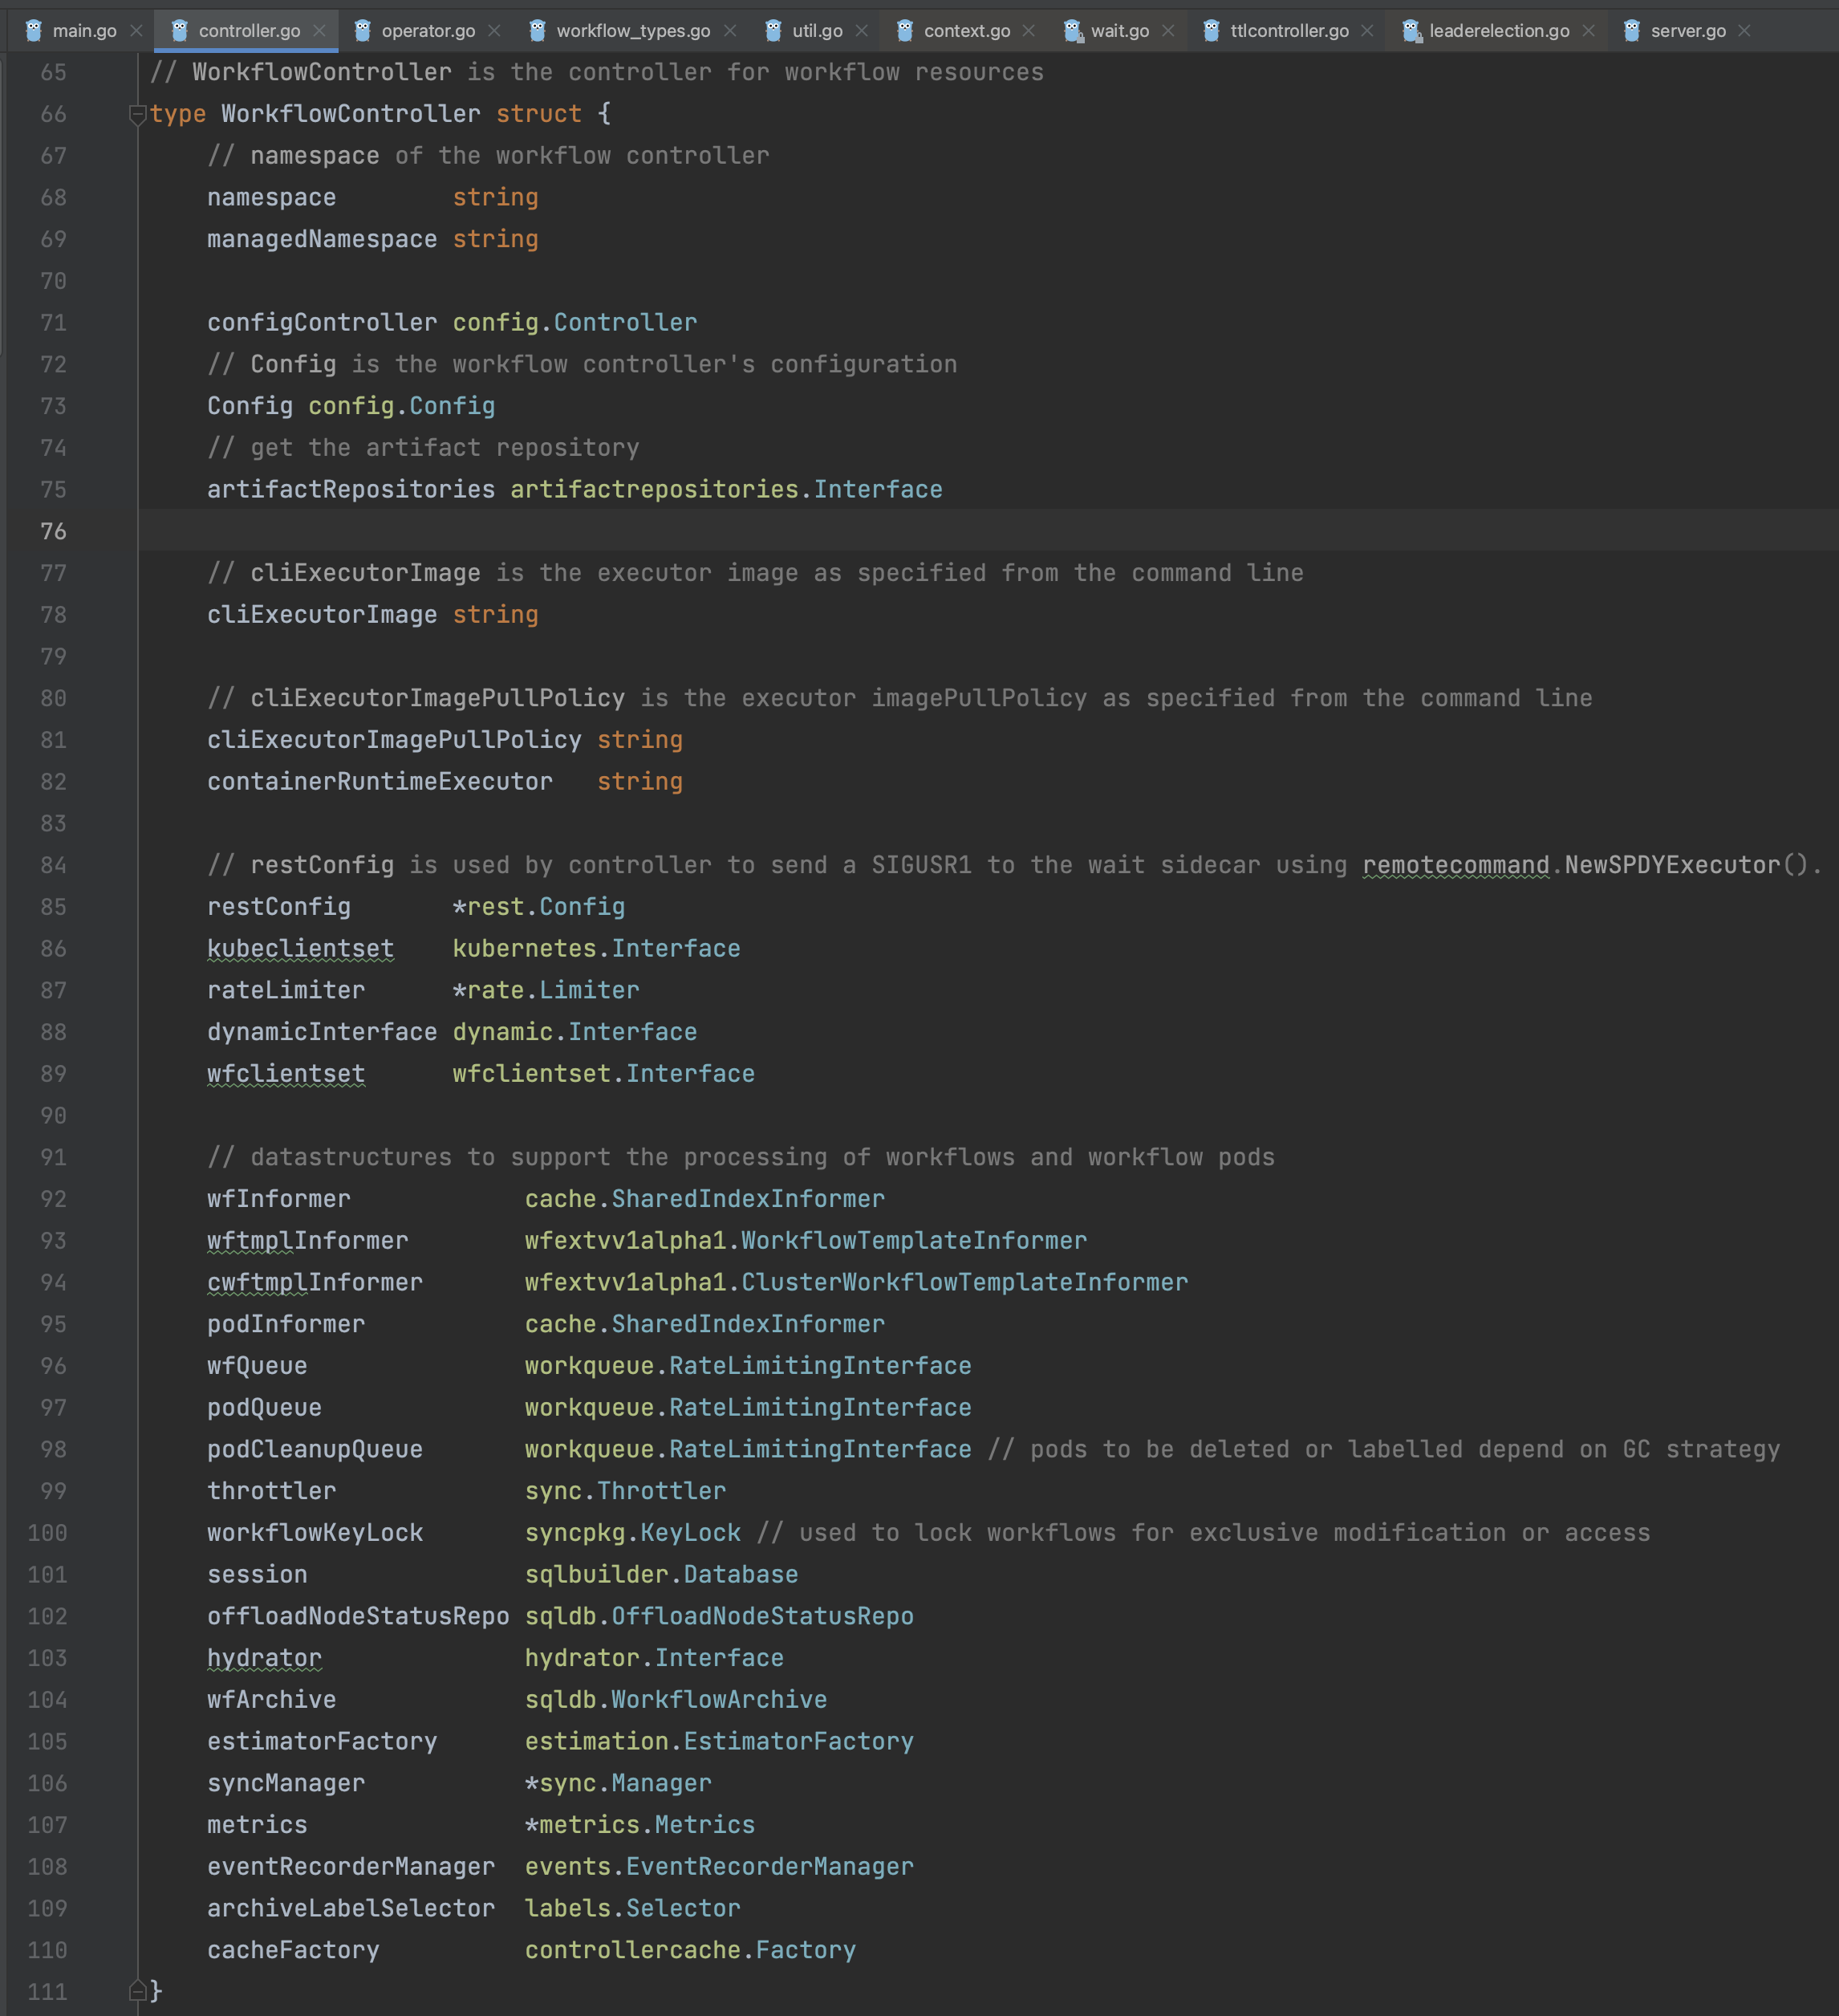 main.go controller.go operator.go workflow_types.go util.go context.go wait.go ttlcontroller.go leaderelection.go server.go
65 // WorkflowController is the controller for workflow resources
66 type WorkflowController struct {
67 // namespace of the workflow controller
68 namespace string
69 managedNamespace string
70
71 configController config.Controller
72 // Config is the workflow controller's configuration
73 Config config.Config
74 // get the artifact repository
75 artifactRepositories artifactrepositories.Interface
76
77 // cliExecutorImage is the executor image as specified from the command line
78 cliExecutorImage string
79
80 // cliExecutorImagePullPolicy is the executor imagePullPolicy as specified from the command line
81 cliExecutorImagePullPolicy string
82 containerRuntimeExecutor string
83
84 // restConfig is used by controller to send a SIGUSR1 to the wait sidecar using remotecommand.NewSPDYExecutor().
85 restConfig *rest.Config
86 kubeclientset kubernetes.Interface
87 rateLimiter *rate.Limiter
88 dynamicInterface dynamic.Interface
89 wfclientset wfclientset.Interface
90
91 // datastructures to support the processing of workflows and workflow pods
92 wfInformer cache.SharedIndexInformer
93 wftmplInformer wfextvv1alpha1.WorkflowTemplateInformer
94 cwftmplInformer wfextvv1alpha1.ClusterWorkflowTemplateInformer
95 podInformer cache.SharedIndexInformer
96 wfQueue workqueue.RateLimitingInterface
97 podQueue workqueue.RateLimitingInterface
98 podCleanupQueue workqueue.RateLimitingInterface // pods to be deleted or labelled depend on GC strategy
99 throttler sync.Throttler
100 workflowKeyLock syncpkg.KeyLock // used to lock workflows for exclusive modification or access
101 session sqlbuilder.Database
102 offloadNodeStatusRepo sqldb.OffloadNodeStatusRepo
103 hydrator hydrator.Interface
104 wfArchive sqldb.WorkflowArchive
105 estimatorFactory estimation.EstimatorFactory
106 syncManager *sync.Manager
107 metrics *metrics.Metrics
108 eventRecorderManager events.EventRecorderManager
109 archiveLabelSelector labels.Selector
110 cacheFactory controllercache.Factory
111 }